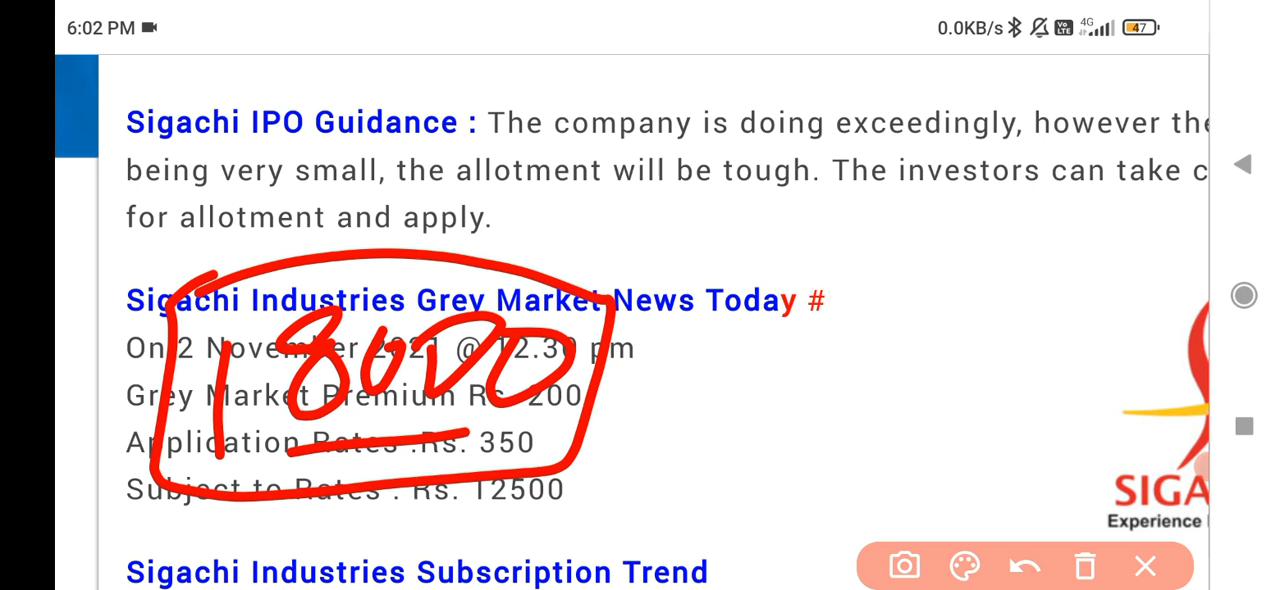 6:02 PM
0.0KB/s Vo LTE 4G 47
Sigachi IPO Guidance : The company is doing exceedingly, however the
being very small, the allotment will be tough. The investors can take c
for allotment and apply.
Sigachi Industries Grey Market News Today #
On 2 November 2021 @ 12.30 pm
Grey Market Premium Rs. 200
Application Rates :Rs. 350
Subject to Rates : Rs. 12500
18000
SIGA
Experience
Sigachi Industries Subscription Trend